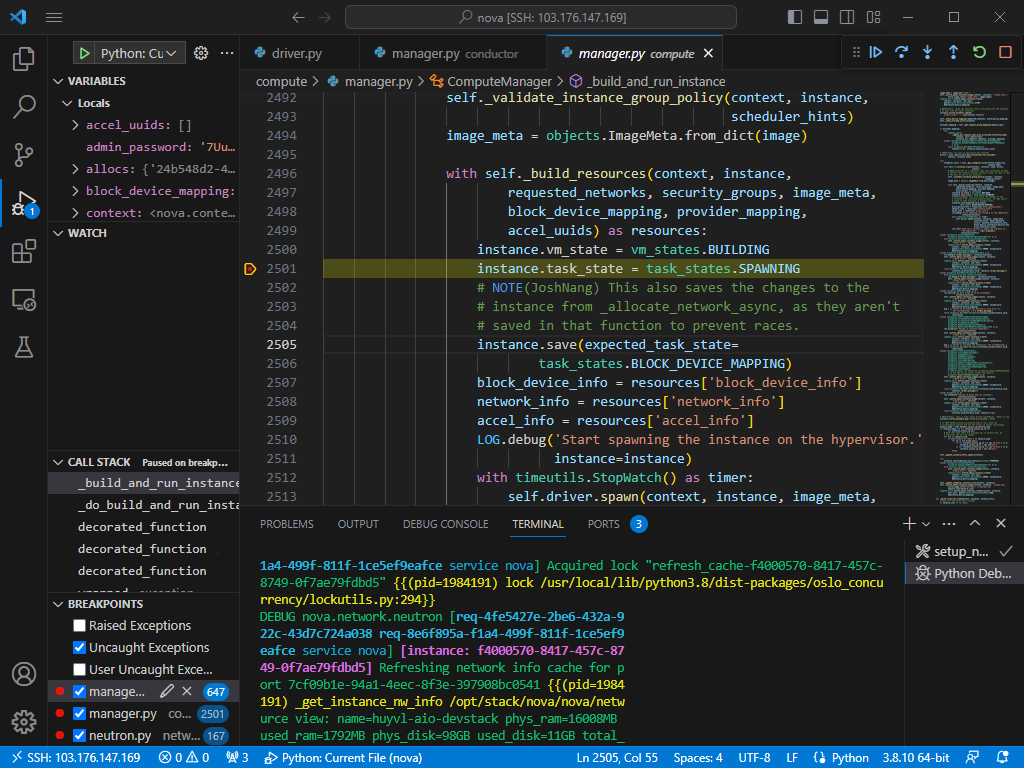 nova [SSH: 103.176.147.169]
Python: Cu
driver.py
manager.py conductor
manager.py compute
VARIABLES
Locals
accel_uuids: []
admin_password: '7Uu…
allocs: {'24b548d2-4…
block_device_mapping:
context: <nova.conte…
WATCH
CALL STACK Paused on breakp...
_build_and_run_instance
_do_build_and_run_insta
decorated_function
decorated_function
decorated_function
wrapped exception
BREAKPOINTS
Raised Exceptions
Uncaught Exceptions
User Uncaught Exce...
manage... 647
manager.py co... 2501
neutron.py netw... 167
1
compute > manager.py > ComputeManager > _build_and_run_instance
2492 self._validate_instance_group_policy(context, instance,
2493 scheduler_hints)
2494 image_meta = objects.ImageMeta.from_dict(image)
2495
2496 with self._build_resources(context, instance,
2497 requested_networks, security_groups, image_meta,
2498 block_device_mapping, provider_mapping,
2499 accel_uuids) as resources:
2500 instance.vm_state = vm_states.BUILDING
2501 instance.task_state = task_states.SPAWNING
2502 # NOTE(JoshNang) This also saves the changes to the
2503 # instance from _allocate_network_async, as they aren't
2504 # saved in that function to prevent races.
2505 instance.save(expected_task_state=
2506 task_states.BLOCK_DEVICE_MAPPING)
2507 block_device_info = resources['block_device_info']
2508 network_info = resources['network_info']
2509 accel_info = resources['accel_info']
2510 LOG.debug('Start spawning the instance on the hypervisor.'
2511 instance=instance)
2512 with timeutils.StopWatch() as timer:
2513 self.driver.spawn(context, instance, image_meta,
PROBLEMS OUTPUT DEBUG CONSOLE TERMINAL PORTS 3
1a4-499f-811f-1ce5ef9eafce service nova] Acquired lock "refresh_cache-f4000570-8417-457c-
8749-0f7ae79fdbd5" {{(pid=1984191) lock /usr/local/lib/python3.8/dist-packages/oslo_concu
rrency/lockutils.py:294}}
DEBUG nova.network.neutron [req-4fe5427e-2be6-432a-9
22c-43d7c724a038 req-8e6f895a-f1a4-499f-811f-1ce5ef9
eafce service nova] [instance: f4000570-8417-457c-87
49-0f7ae79fdbd5] Refreshing network info cache for p
ort 7cf09b1e-94a1-4eec-8f3e-397908bc0541 {{(pid=1984
191) _get_instance_nw_info /opt/stack/nova/nova/netw
urce view: name=huyvl-aio-devstack phys_ram=16008MB
used_ram=1792MB phys_disk=98GB used_disk=11GB total_
setup_n...
Python Deb...
SSH: 103.176.147.169 0 0 3 Python: Current File (nova) Ln 2505, Col 55 Spaces: 4 UTF-8 LF Python 3.8.10 64-bit